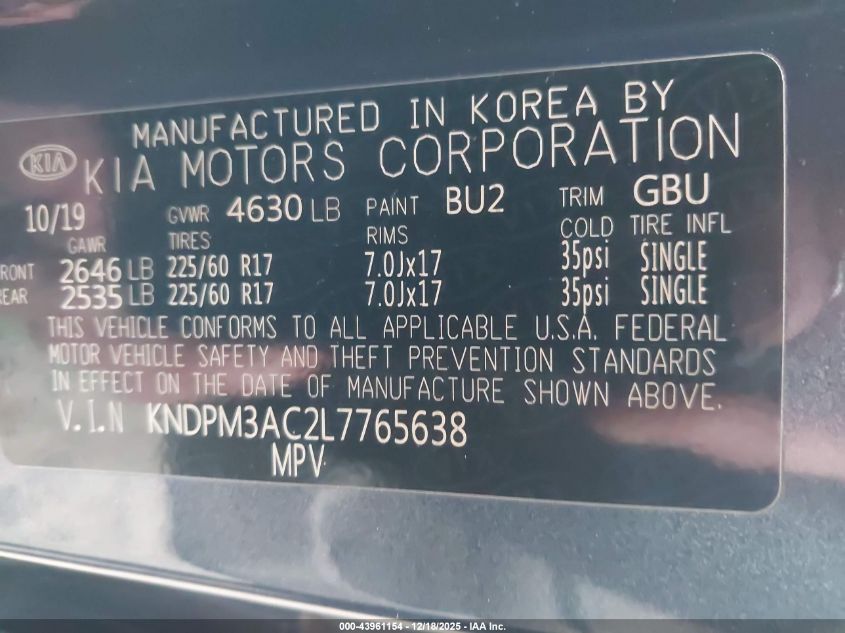 MANUFACTURED IN KOREA BY
KIA KIA MOTORS CORPORATION
10/19 GVWR 4630 LB PAINT BU2 TRIM GBU
GAWR TIRES RIMS COLD TIRE INFL
RONT 2646 LB 225/60 R17 7.0Jx17 35psi SINGLE
EAR 2535 LB 225/60 R17 7.0Jx17 35psi SINGLE
THIS VEHICLE CONFORMS TO ALL APPLICABLE U.S.A. FEDERAL
MOTOR VEHICLE SAFETY AND THEFT PREVENTION STANDARDS
IN EFFECT ON THE DATE OF MANUFACTURE SHOWN ABOVE.
V.I.N KNDPM3AC2L7765638
MPV
000-43961154 - 12/18/2025 - IAA Inc.